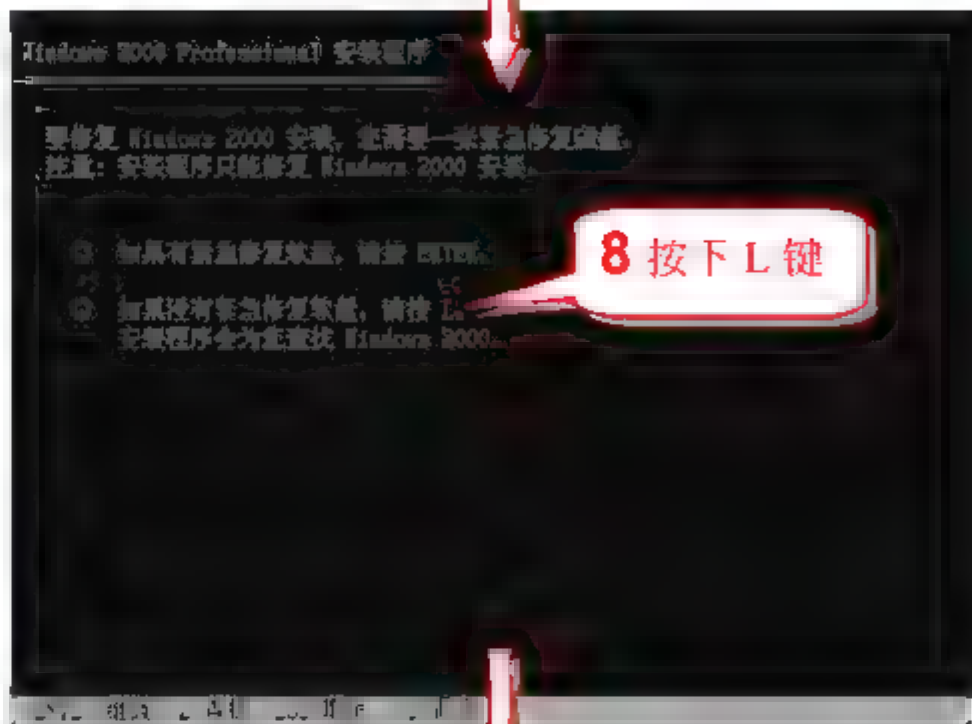 Windows 2000 Professional 安装程序
要修复 Windows 2000 安装,您需要一张紧急修复磁盘。
注重: 安装程序只能修复 Windows 2000 安装。
如果有紧急修复软盘,请按 ENTER。
8 按下 L 键
如果没有紧急修复软盘,请按 L。
安装程序会为您查找 Windows 2000。